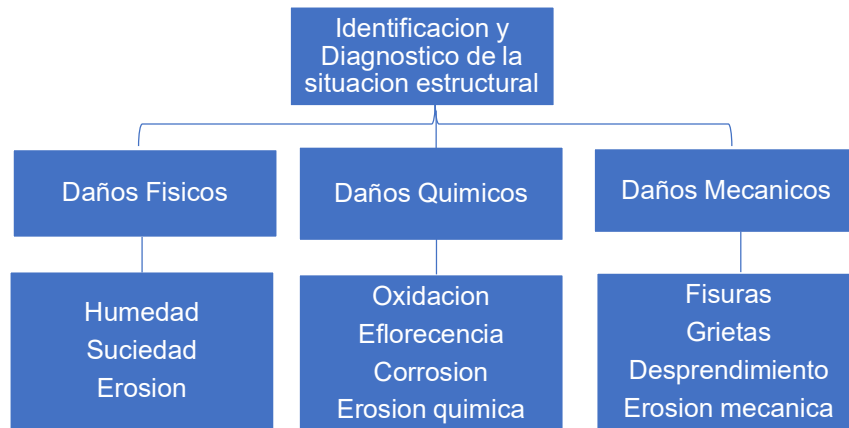 Identificacion y
Diagnostico de la
situacion estructural
Daños Fisicos
Daños Quimicos
Daños Mecanicos
Humedad
Suciedad
Erosion
Oxidacion
Eflorecencia
Corrosion
Erosion quimica
Fisuras
Grietas
Desprendimiento
Erosion mecanica